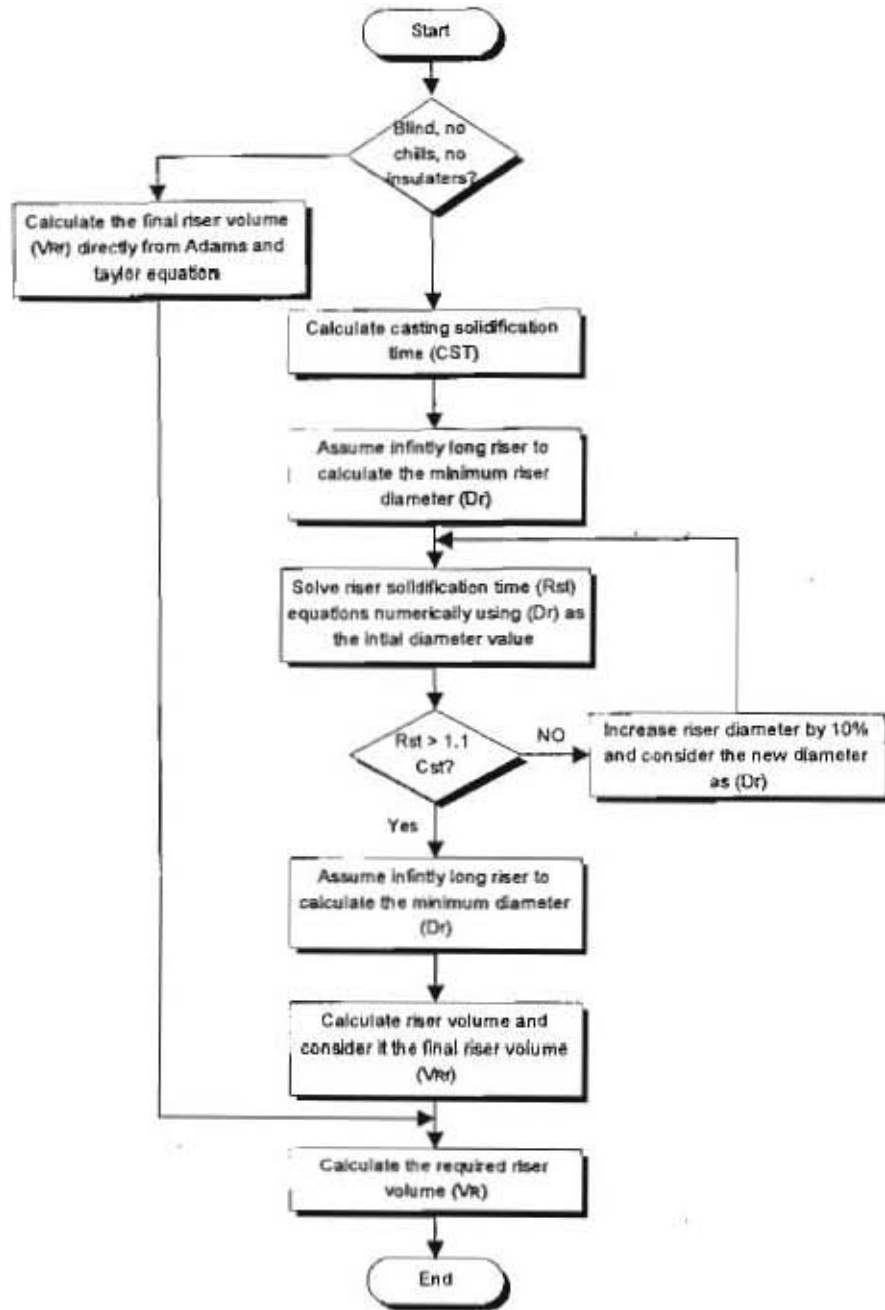 Start
Blind, no
chills, no
insulaters?
Calculate the final riser volume
(VRf) directly from Adams and
taylor equation
Calculate casting solidification
time (CST)
Assume infintly long riser to
calculate the minimum riser
diameter (Dr)
Solve riser solidification time (Rst)
equations numerically using (Dr) as
the intial diameter value
Rst > 1.1
Cst?
NO
Increase riser diameter by 10%
and consider the new diameter
as (Dr)
Yes
Assume infintly long riser to
calculate the minimum diameter
(Dr)
Calculate riser volume and
consider it the final riser volume
(VRf)
Calculate the required riser
volume (VR)
End